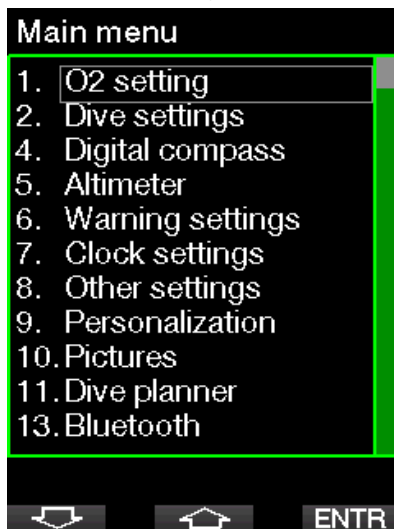 Main menu
1. O2 setting
2. Dive settings
4. Digital compass
5. Altimeter
6. Warning settings
7. Clock settings
8. Other settings
9. Personalization
10. Pictures
11. Dive planner
13. Bluetooth
ENTR